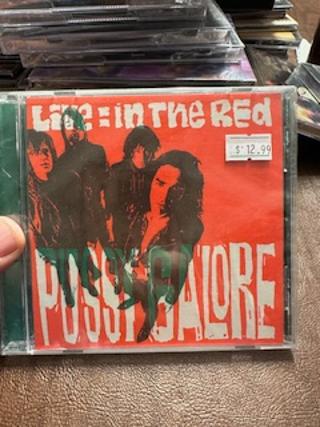 Live : in The Red
$ 12.99
PUSSY GALORE